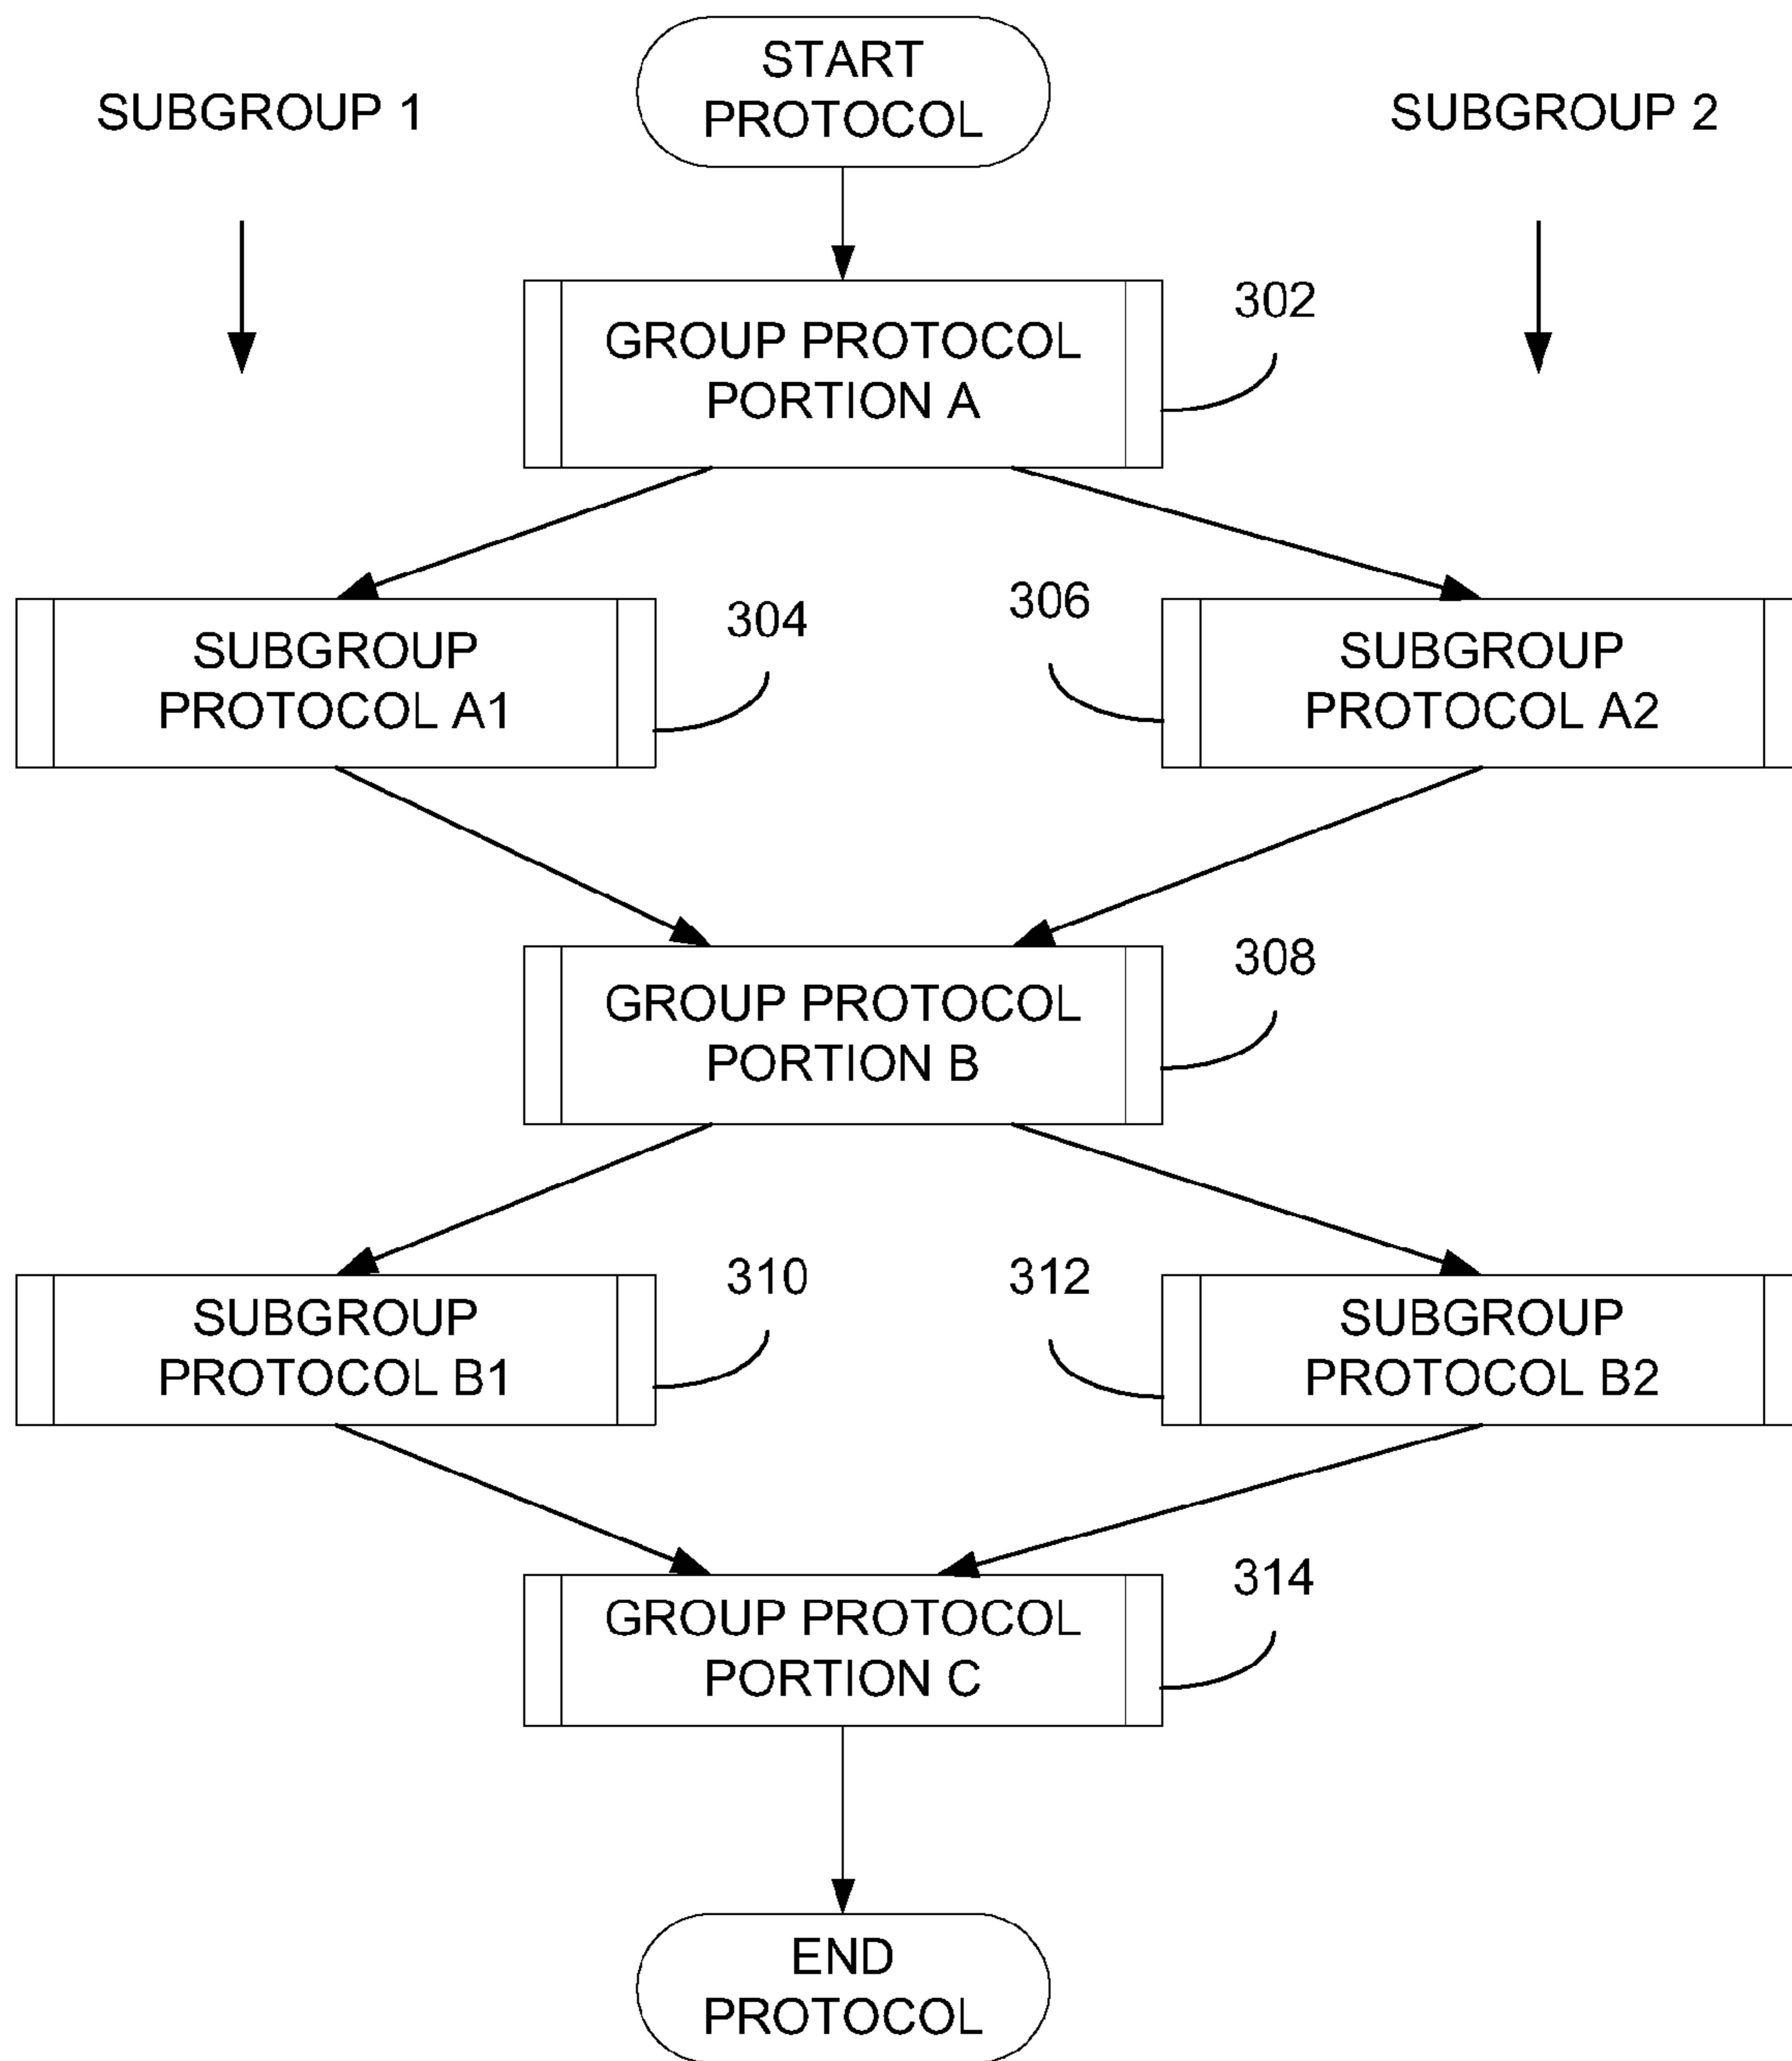 START
PROTOCOL
SUBGROUP 1
SUBGROUP 2
302
GROUP PROTOCOL
PORTION A
304
306
SUBGROUP
PROTOCOL A1
SUBGROUP
PROTOCOL A2
308
GROUP PROTOCOL
PORTION B
310
312
SUBGROUP
PROTOCOL B1
SUBGROUP
PROTOCOL B2
314
GROUP PROTOCOL
PORTION C
END
PROTOCOL